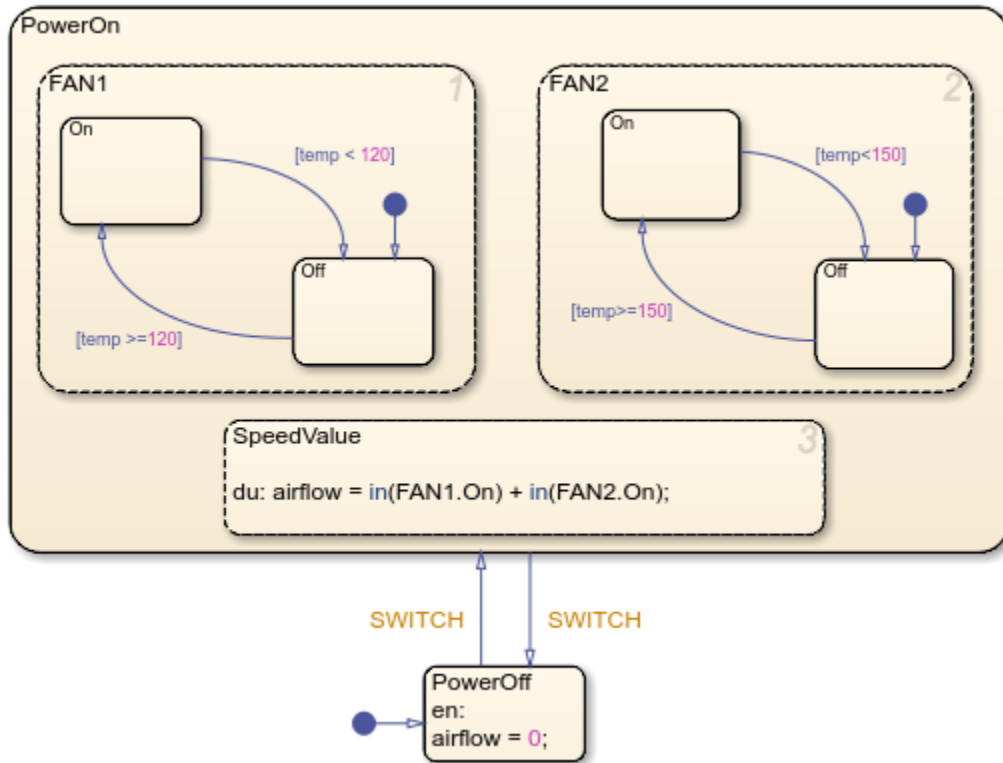 PowerOn
FAN1
1
On
[temp < 120]
Off
[temp >=120]
FAN2
2
On
[temp<150]
Off
[temp>=150]
SpeedValue
3
du: airflow = in(FAN1.On) + in(FAN2.On);
SWITCH
SWITCH
PowerOff
en:
airflow = 0;